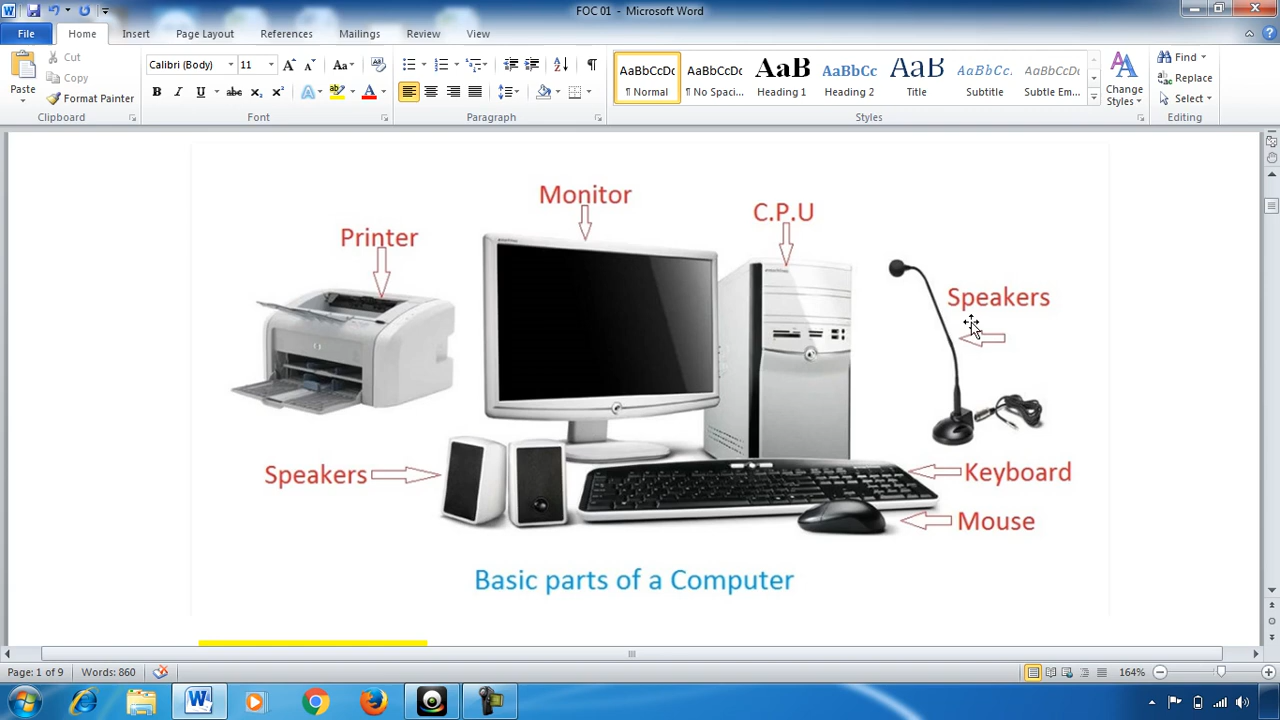 FOC 01 - Microsoft Word
File Home Insert Page Layout References Mailings Review View
Paste
Cut
Copy
Format Painter
Clipboard
Calibri (Body) 11
Font
Paragraph
AaBbCcDc AaBbCcDc AaB AaBbCc AaB AaBbCc. AaBbCcDc
¶ Normal ¶ No Spaci... Heading 1 Heading 2 Title Subtitle Subtle Em...
Change
Styles
Styles
Find
Replace
Select
Editing
Monitor
C.P.U
Printer
Speakers
Speakers
Keyboard
Mouse
Basic parts of a Computer
Page: 1 of 9 Words: 860 164%